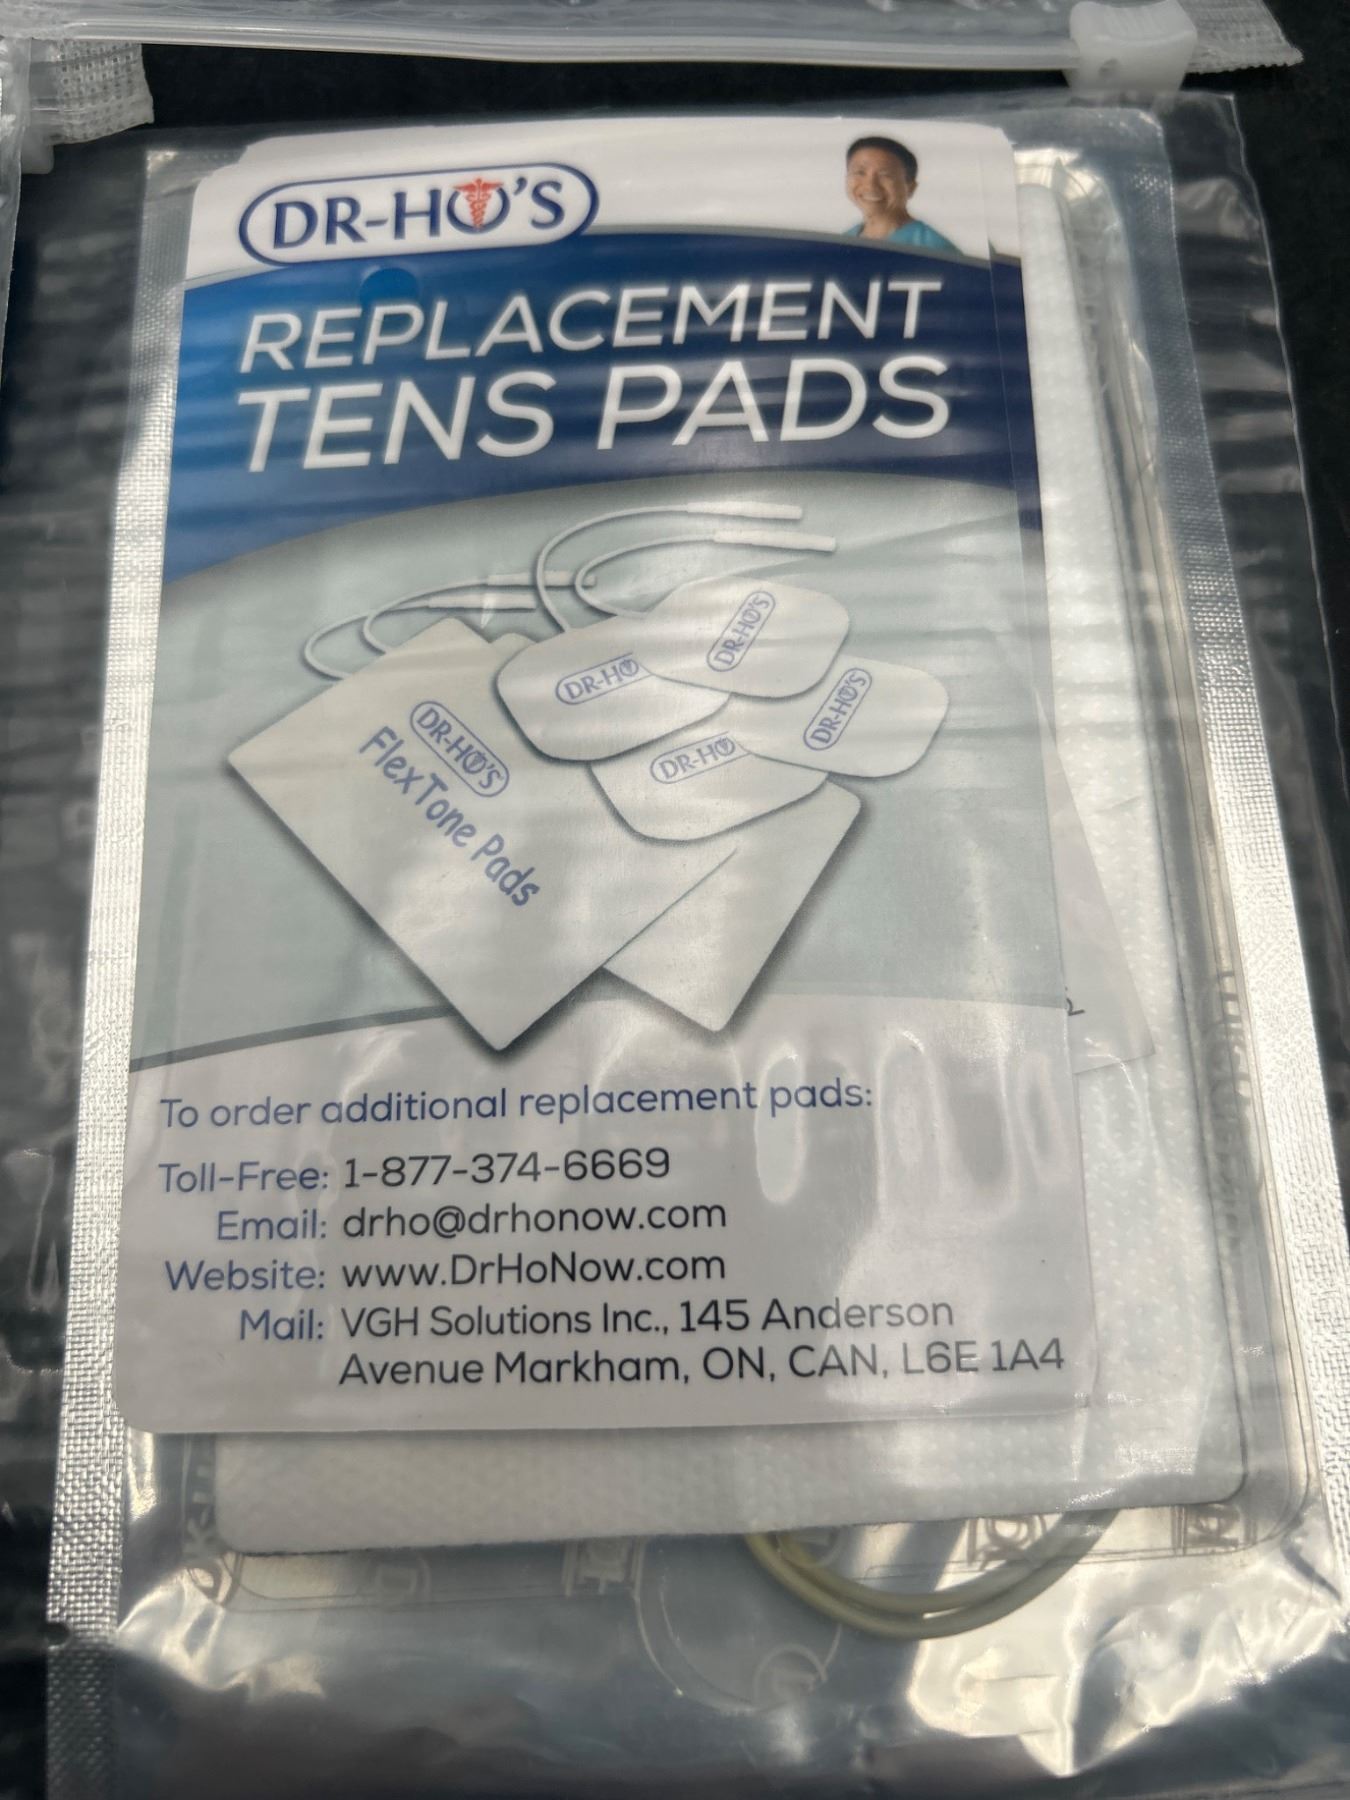 DR-HO'S
REPLACEMENT
TENS PADS
DR-HO'S
DR-HO
DR-HO'S
DR-HO
DR-HO'S
FlexTone Pads
To order additional replacement pads:
Toll-Free: 1-877-374-6669
Email: drho@drhonow.com
Website: www.DrHoNow.com
Mail: VGH Solutions Inc., 145 Anderson
Avenue Markham, ON, CAN, L6E 1A4